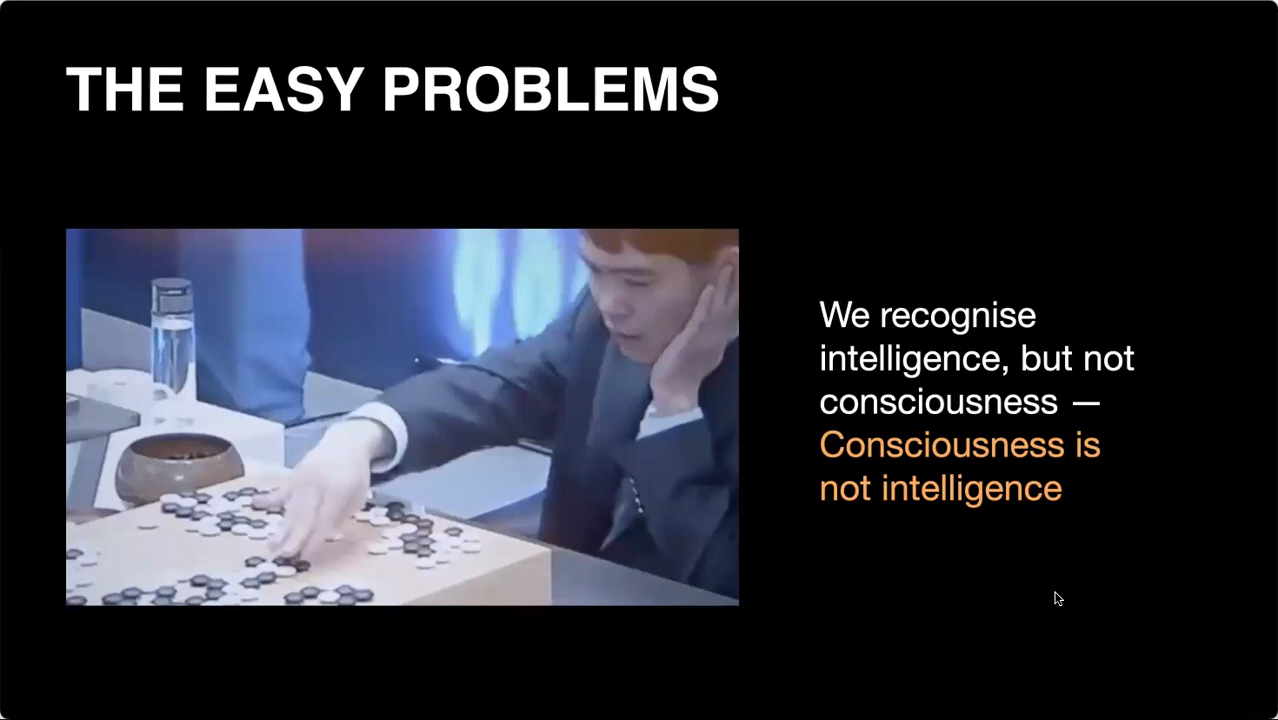 THE EASY PROBLEMS
We recognise
intelligence, but not
consciousness —
Consciousness is
not intelligence